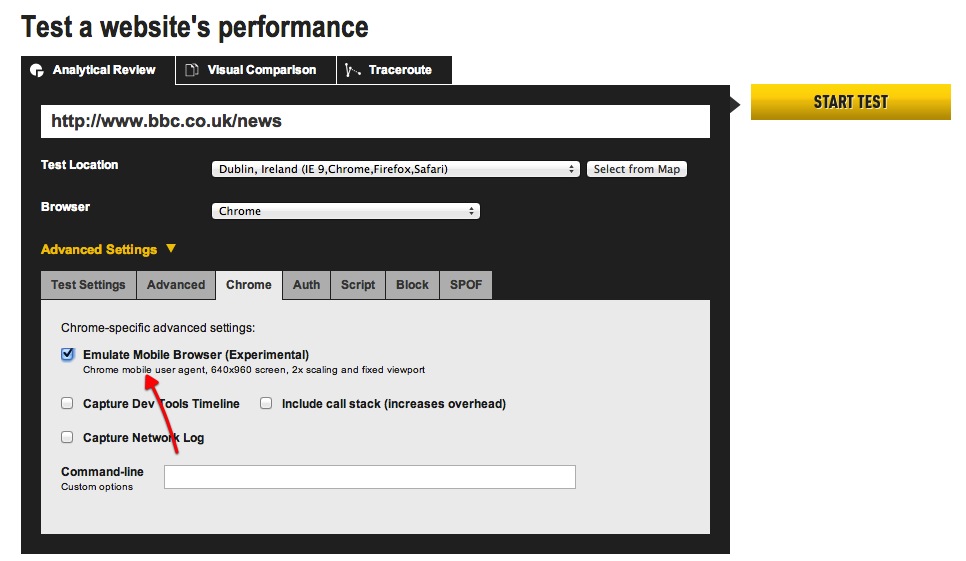 Test a website's performance
Analytical Review
Visual Comparison
Traceroute
START TEST
http://www.bbc.co.uk/news
Test Location
Dublin, Ireland (IE 9,Chrome,Firefox,Safari)
Select from Map
Browser
Chrome
Advanced Settings
Test Settings
Advanced
Chrome
Auth
Script
Block
SPOF
Chrome-specific advanced settings:
Emulate Mobile Browser (Experimental)
Chrome mobile user agent, 640x960 screen, 2x scaling and fixed viewport
Capture Dev Tools Timeline
Include call stack (increases overhead)
Capture Network Log
Command-line
Custom options